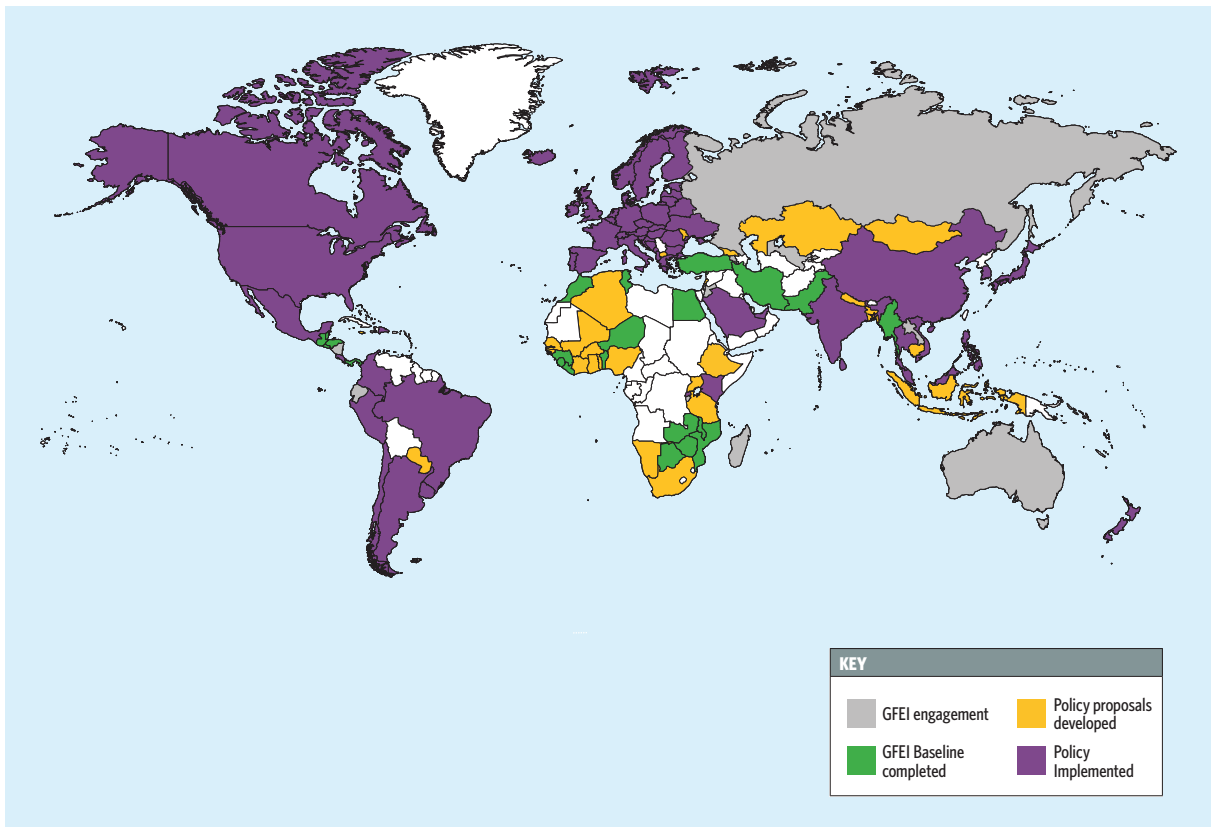 KEY
GFEI engagement
Policy proposals
developed
GFEI Baseline
completed
Policy
Implemented